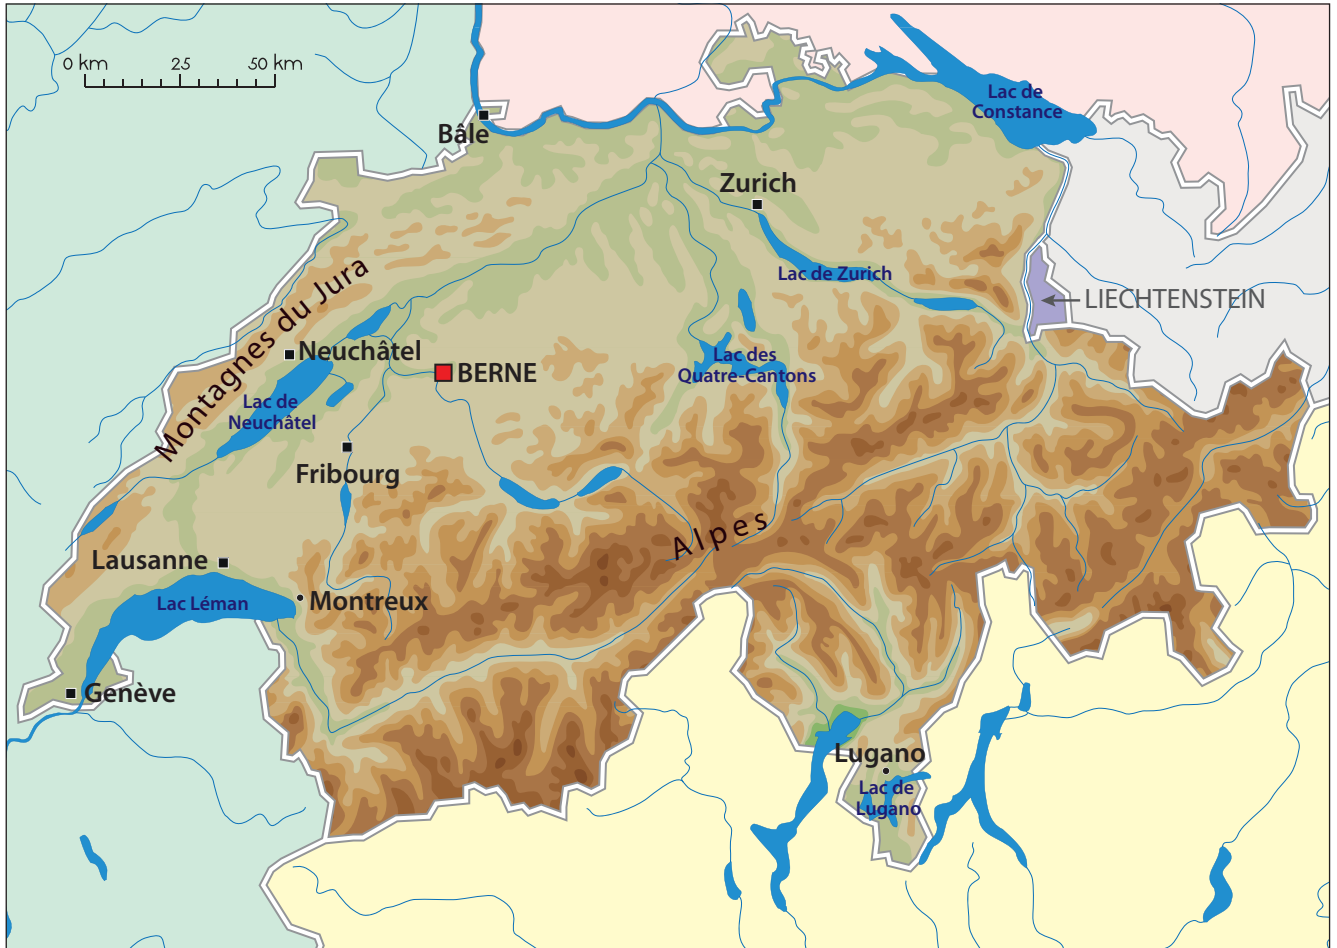 0 km 25 50 km
Lac de
Constance
Bâle
Zurich
Lac de Zurich
LIECHTENSTEIN
Montagnes du Jura
Neuchâtel
Lac des
Quatre-Cantons
BERNE
Lac de
Neuchâtel
Fribourg
Alpes
Lausanne
Lac Léman
Montreux
Genève
Lugano
Lac de
Lugano